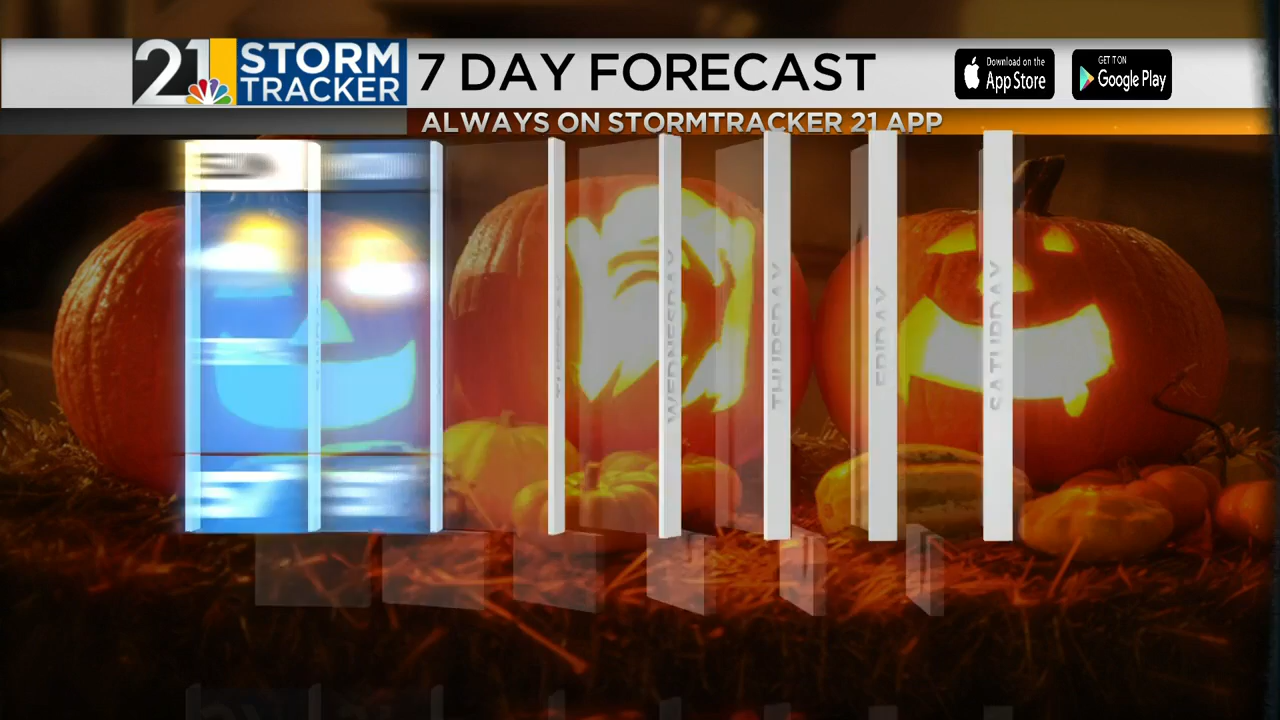 21 STORM TRACKER
7 DAY FORECAST
Download on the App Store
GET IT ON Google Play
ALWAYS ON STORMTRACKER 21 APP
WEDNESDAY
THURSDAY
FRIDAY
SATURDAY